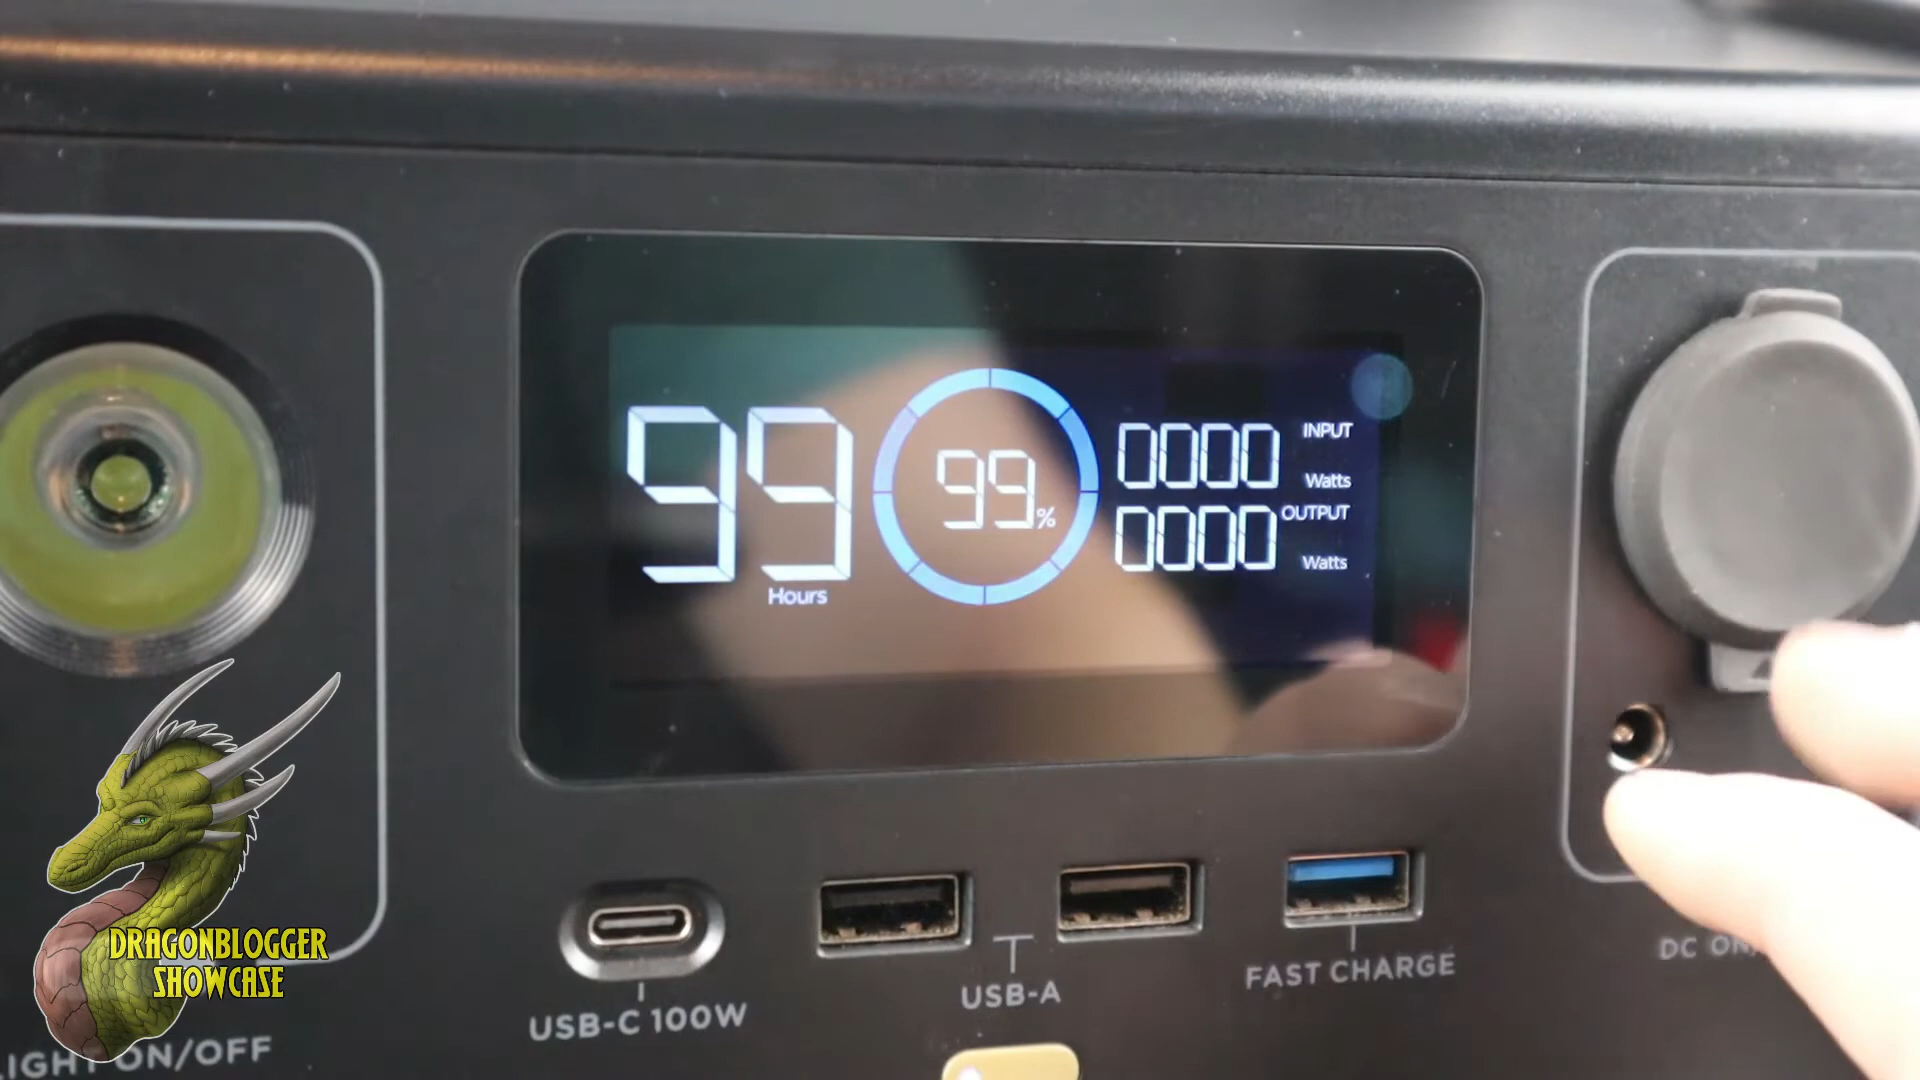 99
Hours
99%
0000 INPUT
Watts
0000 OUTPUT
Watts
USB-C 100W
USB-A
FAST CHARGE
DC ON
LIGHT ON/OFF
DRAGONBLOGGER
SHOWCASE